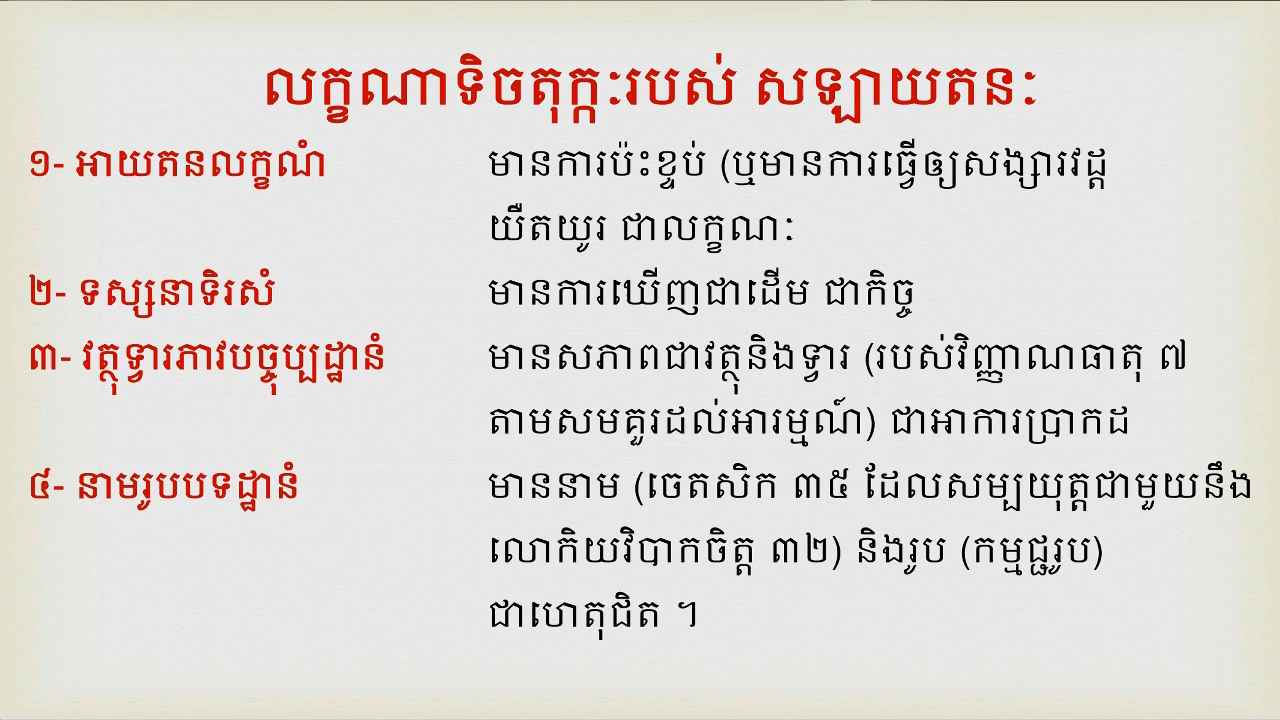 លក្ខណាទិចតុក្កៈរបស់ សឡាយតនៈ
១- អាយតនលក្ខណំ មានការប៉ះខ្ទប់ (ឬមានការធ្វើឲ្យសង្សារវដ្ដ
យឺតយូរ ជាលក្ខណៈ
២- ទស្សនាទិរសំ មានការឃើញជាដើម ជាកិច្ច
៣- វត្ថុទ្វារភាវបច្ចុប្បដ្ឋានំ មានសភាពជាវត្ថុនិងទ្វារ (របស់វិញ្ញាណធាតុ ៧
តាមសមគួរដល់អារម្មណ៍) ជាអាការប្រាកដ
៤- នាមរូបបទដ្ឋានំ មាននាម (ចេតសិក ៣៥ ដែលសម្បយុត្តជាមួយនឹង
លោកិយវិបាកចិត្ត ៣២) និងរូប (កម្មជ្ជរូប)
ជាហេតុជិត ។